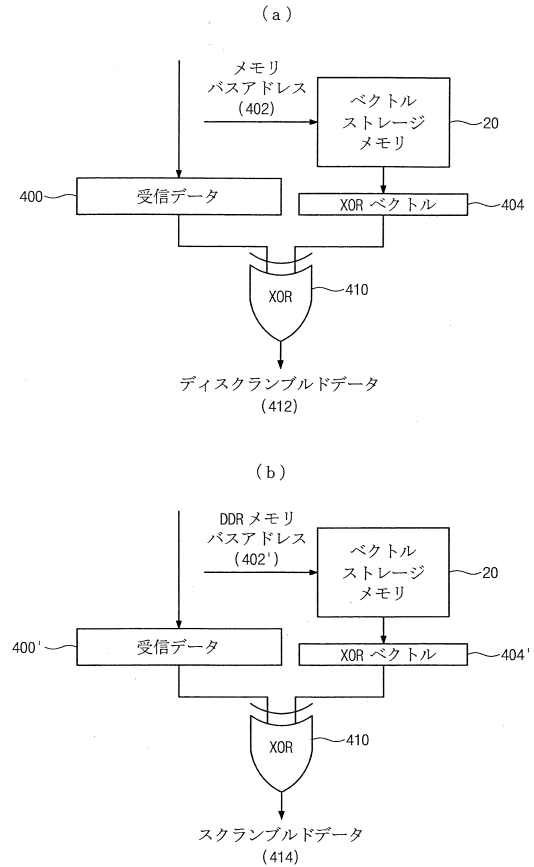 (a)
メモリ
バスアドレス
(402)
ベクトル
ストレージ
メモリ
20
400
受信データ
XOR ベクトル
404
XOR
410
ディスクランブルドデータ
(412)
(b)
DDR メモリ
バスアドレス
(402')
ベクトル
ストレージ
メモリ
20
400'
受信データ
XOR ベクトル
404'
XOR
410
スクランブルドデータ
(414)